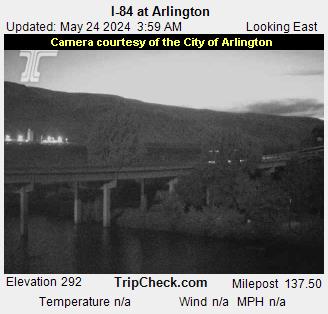 I-84 at Arlington
Updated: May 24 2024 3:59 AM Looking East
Camera courtesy of the City of Arlington
Elevation 292 TripCheck.com Milepost 137.50
Temperature n/a Wind n/a MPH n/a